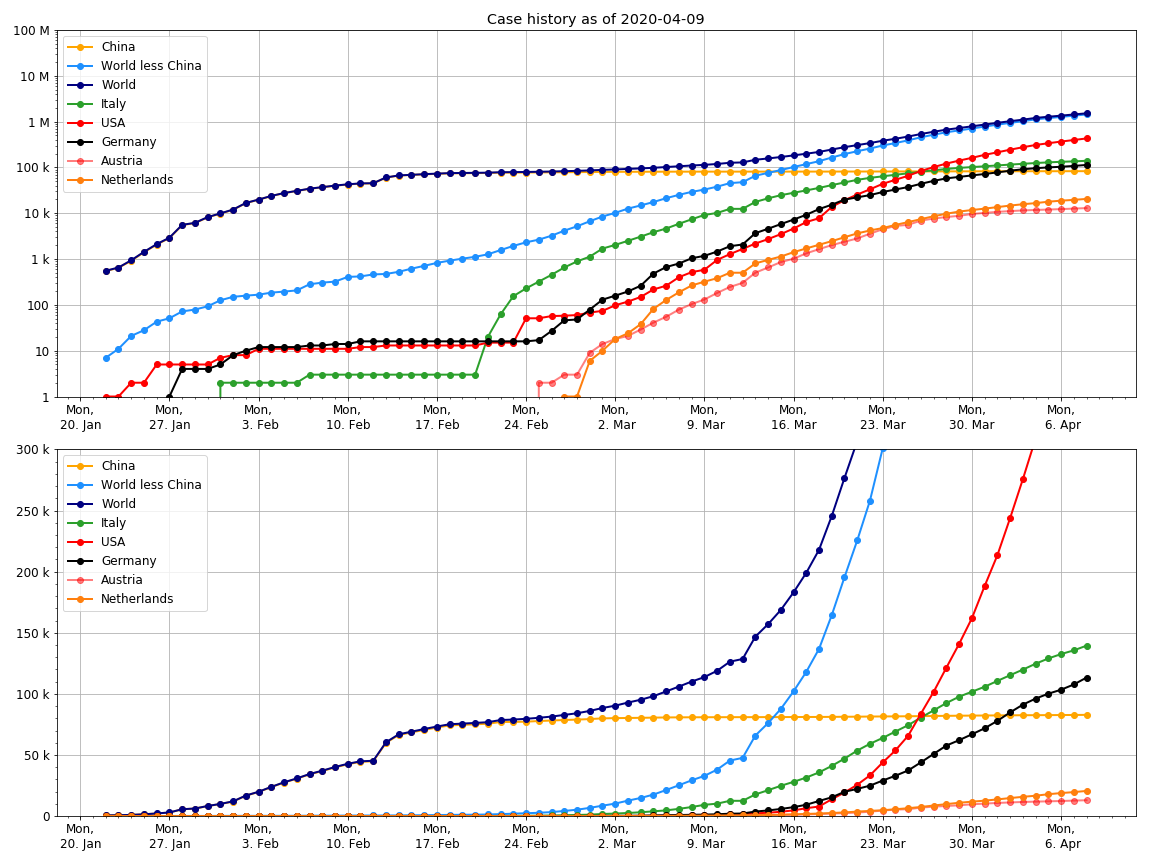 Case history as of 2020-04-09
100 M
10 M
1 M
100 k
10 k
1 k
100
10
1
China
World less China
World
Italy
USA
Germany
Austria
Netherlands
Mon, Mon, Mon, Mon, Mon, Mon, Mon, Mon, Mon, Mon, Mon, Mon,
20. Jan 27. Jan 3. Feb 10. Feb 17. Feb 24. Feb 2. Mar 9. Mar 16. Mar 23. Mar 30. Mar 6. Apr
300 k
250 k
200 k
150 k
100 k
50 k
0
China
World less China
World
Italy
USA
Germany
Austria
Netherlands
Mon, Mon, Mon, Mon, Mon, Mon, Mon, Mon, Mon, Mon, Mon, Mon,
20. Jan 27. Jan 3. Feb 10. Feb 17. Feb 24. Feb 2. Mar 9. Mar 16. Mar 23. Mar 30. Mar 6. Apr